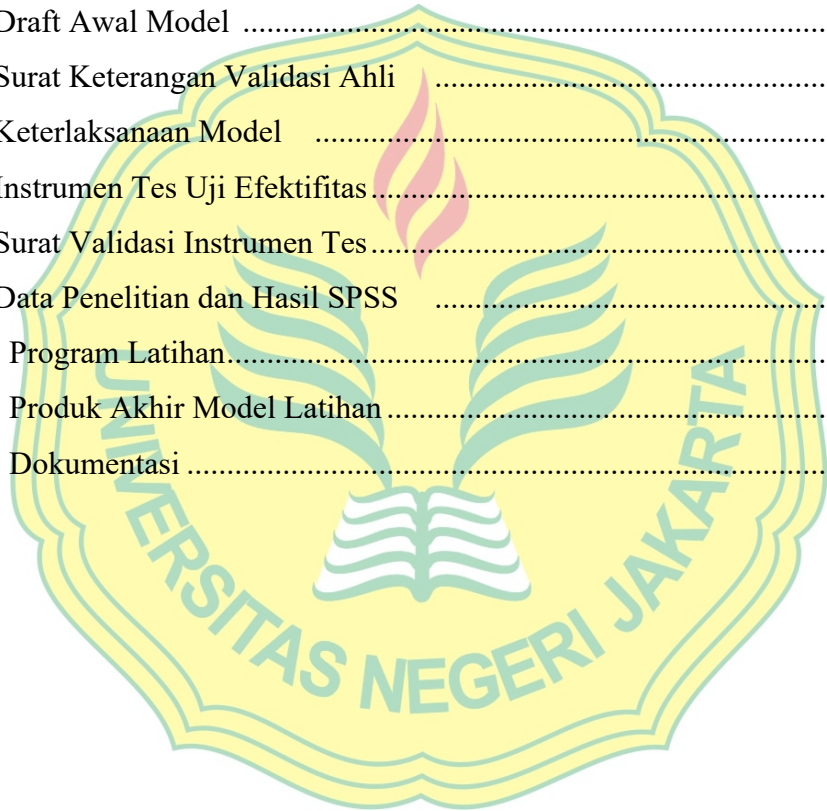 Draft Awal Model ..........................................................................
Surat Keterangan Validasi Ahli ..................................................
Keterlaksanaan Model .................................................................
Instrumen Tes Uji Efektifitas.........................................................
Surat Validasi Instrumen Tes.........................................................
Data Penelitian dan Hasil SPSS ..................................................
Program Latihan...........................................................................
Produk Akhir Model Latihan .......................................................
Dokumentasi ................................................................................
UNIVERSITAS NEGERI JAKARTA